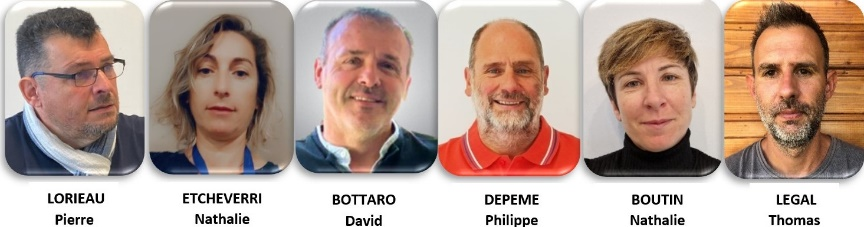 LORIEAU
Pierre
ETCHEVERRI
Nathalie
BOTTARO
David
DEPEME
Philippe
BOUTIN
Nathalie
LEGAL
Thomas